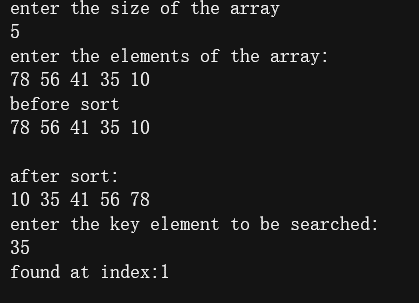 enter the size of the array
5
enter the elements of the array:
78 56 41 35 10
before sort
78 56 41 35 10

after sort:
10 35 41 56 78
enter the key element to be searched:
35
found at index:1